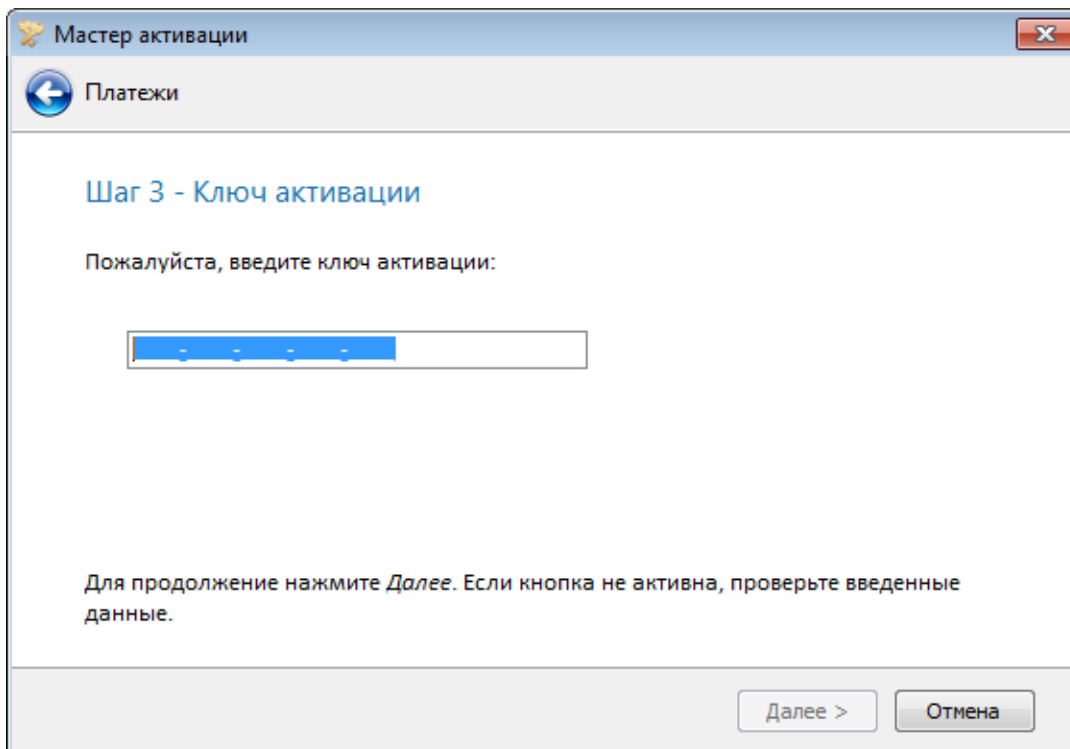 Мастер активации
Платежи
Шаг 3 - Ключ активации
Пожалуйста, введите ключ активации:
- - - -
Для продолжение нажмите Далее. Если кнопка не активна, проверьте введенные
данные.
Далее >
Отмена